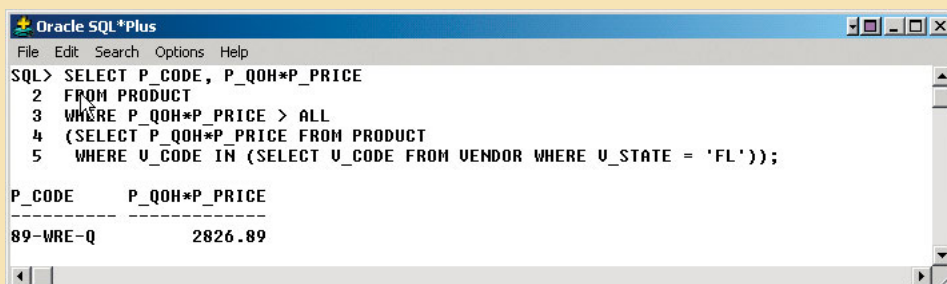 Oracle SQL*Plus
File Edit Search Options Help
SQL> SELECT P_CODE, P_QOH*P_PRICE
2 FROM PRODUCT
3 WHERE P_QOH*P_PRICE > ALL
4 (SELECT P_QOH*P_PRICE FROM PRODUCT
5 WHERE V_CODE IN (SELECT V_CODE FROM VENDOR WHERE V_STATE = 'FL'));
P_CODE P_QOH*P_PRICE
---------- -------------
89-WRE-Q 2826.89